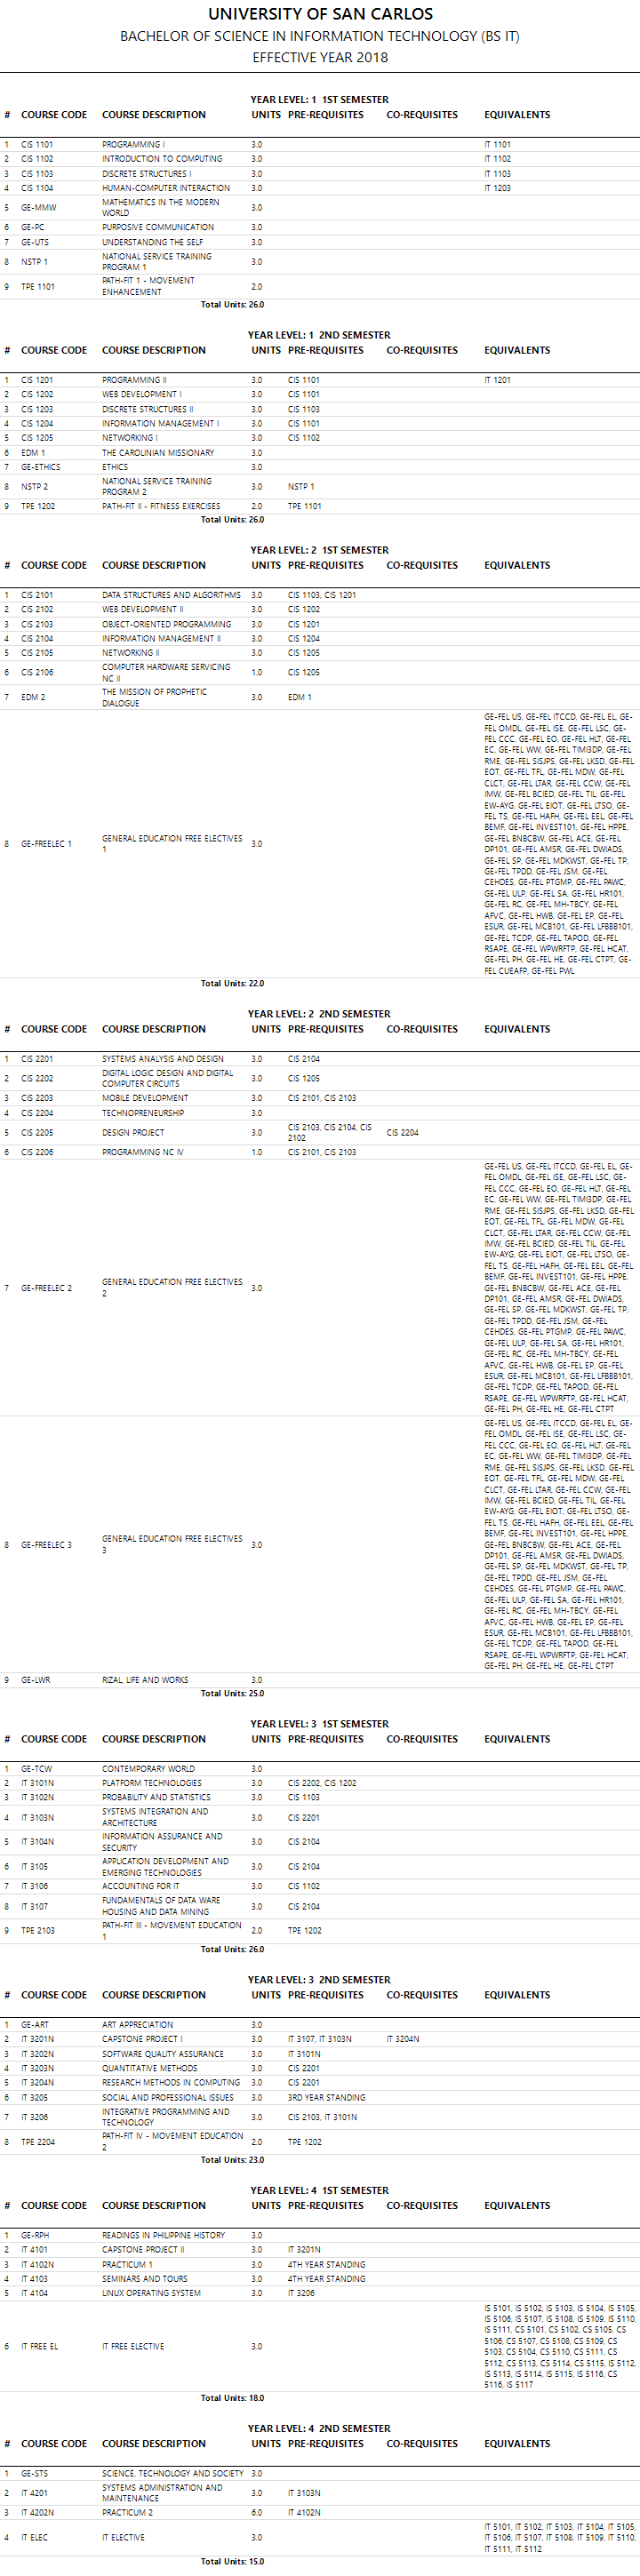 UNIVERSITY OF SAN CARLOS
BACHELOR OF SCIENCE IN INFORMATION TECHNOLOGY (BS IT)
EFFECTIVE YEAR 2018
YEAR LEVEL: 1 1ST SEMESTER
# COURSE CODE COURSE DESCRIPTION UNITS PRE-REQUISITES CO-REQUISITES EQUIVALENTS
1 CIS 1101 PROGRAMMING I 3.0 IT 1101
2 CIS 1102 INTRODUCTION TO COMPUTING 3.0 IT 1102
3 CIS 1103 DISCRETE STRUCTURES I 3.0 IT 1103
4 CIS 1104 HUMAN-COMPUTER INTERACTION 3.0 IT 1203
5 GE-MMW MATHEMATICS IN THE MODERN
WORLD 3.0
6 GE-PC PURPOSIVE COMMUNICATION 3.0
7 GE-UTS UNDERSTANDING THE SELF 3.0
8 NSTP 1 NATIONAL SERVICE TRAINING
PROGRAM 1 3.0
9 TPE 1101 PATH-FIT 1 - MOVEMENT
ENHANCEMENT 2.0
Total Units: 26.0
YEAR LEVEL: 1 2ND SEMESTER
# COURSE CODE COURSE DESCRIPTION UNITS PRE-REQUISITES CO-REQUISITES EQUIVALENTS
1 CIS 1201 PROGRAMMING II 3.0 CIS 1101 IT 1201
2 CIS 1202 WEB DEVELOPMENT I 3.0 CIS 1101
3 CIS 1203 DISCRETE STRUCTURES II 3.0 CIS 1103
4 CIS 1204 INFORMATION MANAGEMENT I 3.0 CIS 1101
5 CIS 1205 NETWORKING I 3.0 CIS 1102
6 EDM 1 THE CAROLINIAN MISSIONARY 3.0
7 GE-ETHICS ETHICS 3.0
8 NSTP 2 NATIONAL SERVICE TRAINING
PROGRAM 2 3.0 NSTP 1
9 TPE 1202 PATH-FIT II - FITNESS EXERCISES 2.0 TPE 1101
Total Units: 26.0
YEAR LEVEL: 2 1ST SEMESTER
# COURSE CODE COURSE DESCRIPTION UNITS PRE-REQUISITES CO-REQUISITES EQUIVALENTS
1 CIS 2101 DATA STRUCTURES AND ALGORITHMS 3.0 CIS 1103, CIS 1201
2 CIS 2102 WEB DEVELOPMENT II 3.0 CIS 1202
3 CIS 2103 OBJECT-ORIENTED PROGRAMMING 3.0 CIS 1201
4 CIS 2104 INFORMATION MANAGEMENT II 3.0 CIS 1204
5 CIS 2105 NETWORKING II 3.0 CIS 1205
6 CIS 2106 COMPUTER HARDWARE SERVICING
NC II 1.0 CIS 1205
7 EDM 2 THE MISSION OF PROPHETIC
DIALOGUE 3.0 EDM 1
8 GE-FREELEC 1 GENERAL EDUCATION FREE ELECTIVES
1 3.0
GE-FEL US, GE-FEL ITCCD, GE-FEL EL, GE-
FEL OMDL, GE-FEL ISE, GE-FEL LSC, GE-
FEL CCC, GE-FEL EO, GE-FEL HLT, GE-FEL
EC, GE-FEL WW, GE-FEL TIMI3DP, GE-FEL
RME, GE-FEL SISJPS, GE-FEL LKSD, GE-FEL
EOT, GE-FEL TFL, GE-FEL MDW, GE-FEL
CLCT, GE-FEL LTAR, GE-FEL CCW, GE-FEL
IMW, GE-FEL BCIED, GE-FEL TIL, GE-FEL
EW-AYG, GE-FEL EIOT, GE-FEL LTSO, GE-
FEL TS, GE-FEL HAFH, GE-FEL EEL, GE-FEL
BEMF, GE-FEL INVEST101, GE-FEL HPPE,
GE-FEL BNBCBW, GE-FEL ACE, GE-FEL
DP101, GE-FEL AMSR, GE-FEL DWIADS,
GE-FEL SP, GE-FEL MDKWST, GE-FEL TP,
GE-FEL TPDD, GE-FEL JSM, GE-FEL
CEHDES, GE-FEL PTGMP, GE-FEL PAWC,
GE-FEL ULP, GE-FEL SA, GE-FEL HR101,
GE-FEL RC, GE-FEL MH-TBCY, GE-FEL
AFVC, GE-FEL HWB, GE-FEL EP, GE-FEL
ESUR, GE-FEL MCB101, GE-FEL LFBBB101,
GE-FEL TCDP, GE-FEL TAPOD, GE-FEL
RSAPE, GE-FEL WPWRFTP, GE-FEL HCAT,
GE-FEL PH, GE-FEL HE, GE-FEL CTPT, GE-
FEL CUEAFP, GE-FEL PWL
Total Units: 22.0
YEAR LEVEL: 2 2ND SEMESTER
# COURSE CODE COURSE DESCRIPTION UNITS PRE-REQUISITES CO-REQUISITES EQUIVALENTS
1 CIS 2201 SYSTEMS ANALYSIS AND DESIGN 3.0 CIS 2104
2 CIS 2202 DIGITAL LOGIC DESIGN AND DIGITAL
COMPUTER CIRCUITS 3.0 CIS 1205
3 CIS 2203 MOBILE DEVELOPMENT 3.0 CIS 2101, CIS 2103
4 CIS 2204 TECHNOPRENEURSHIP 3.0
5 CIS 2205 DESIGN PROJECT 3.0 CIS 2103, CIS 2104, CIS
2102 CIS 2204
6 CIS 2206 PROGRAMMING NC IV 1.0 CIS 2101, CIS 2103
7 GE-FREELEC 2 GENERAL EDUCATION FREE ELECTIVES
2 3.0
GE-FEL US, GE-FEL ITCCD, GE-FEL EL, GE-
FEL OMDL, GE-FEL ISE, GE-FEL LSC, GE-
FEL CCC, GE-FEL EO, GE-FEL HLT, GE-FEL
EC, GE-FEL WW, GE-FEL TIMI3DP, GE-FEL
RME, GE-FEL SISJPS, GE-FEL LKSD, GE-FEL
EOT, GE-FEL TFL, GE-FEL MDW, GE-FEL
CLCT, GE-FEL LTAR, GE-FEL CCW, GE-FEL
IMW, GE-FEL BCIED, GE-FEL TIL, GE-FEL
EW-AYG, GE-FEL EIOT, GE-FEL LTSO, GE-
FEL TS, GE-FEL HAFH, GE-FEL EEL, GE-FEL
BEMF, GE-FEL INVEST101, GE-FEL HPPE,
GE-FEL BNBCBW, GE-FEL ACE, GE-FEL
DP101, GE-FEL AMSR, GE-FEL DWIADS,
GE-FEL SP, GE-FEL MDKWST, GE-FEL TP,
GE-FEL TPDD, GE-FEL JSM, GE-FEL
CEHDES, GE-FEL PTGMP, GE-FEL PAWC,
GE-FEL ULP, GE-FEL SA, GE-FEL HR101,
GE-FEL RC, GE-FEL MH-TBCY, GE-FEL
AFVC, GE-FEL HWB, GE-FEL EP, GE-FEL
ESUR, GE-FEL MCB101, GE-FEL LFBBB101,
GE-FEL TCDP, GE-FEL TAPOD, GE-FEL
RSAPE, GE-FEL WPWRFTP, GE-FEL HCAT,
GE-FEL PH, GE-FEL HE, GE-FEL CTPT
8 GE-FREELEC 3 GENERAL EDUCATION FREE ELECTIVES
3 3.0
GE-FEL US, GE-FEL ITCCD, GE-FEL EL, GE-
FEL OMDL, GE-FEL ISE, GE-FEL LSC, GE-
FEL CCC, GE-FEL EO, GE-FEL HLT, GE-FEL
EC, GE-FEL WW, GE-FEL TIMI3DP, GE-FEL
RME, GE-FEL SISJPS, GE-FEL LKSD, GE-FEL
EOT, GE-FEL TFL, GE-FEL MDW, GE-FEL
CLCT, GE-FEL LTAR, GE-FEL CCW, GE-FEL
IMW, GE-FEL BCIED, GE-FEL TIL, GE-FEL
EW-AYG, GE-FEL EIOT, GE-FEL LTSO, GE-
FEL TS, GE-FEL HAFH, GE-FEL EEL, GE-FEL
BEMF, GE-FEL INVEST101, GE-FEL HPPE,
GE-FEL BNBCBW, GE-FEL ACE, GE-FEL
DP101, GE-FEL AMSR, GE-FEL DWIADS,
GE-FEL SP, GE-FEL MDKWST, GE-FEL TP,
GE-FEL TPDD, GE-FEL JSM, GE-FEL
CEHDES, GE-FEL PTGMP, GE-FEL PAWC,
GE-FEL ULP, GE-FEL SA, GE-FEL HR101,
GE-FEL RC, GE-FEL MH-TBCY, GE-FEL
AFVC, GE-FEL HWB, GE-FEL EP, GE-FEL
ESUR, GE-FEL MCB101, GE-FEL LFBBB101,
GE-FEL TCDP, GE-FEL TAPOD, GE-FEL
RSAPE, GE-FEL WPWRFTP, GE-FEL HCAT,
GE-FEL PH, GE-FEL HE, GE-FEL CTPT
9 GE-LWR RIZAL, LIFE AND WORKS 3.0
Total Units: 25.0
YEAR LEVEL: 3 1ST SEMESTER
# COURSE CODE COURSE DESCRIPTION UNITS PRE-REQUISITES CO-REQUISITES EQUIVALENTS
1 GE-TCW CONTEMPORARY WORLD 3.0
2 IT 3101N PLATFORM TECHNOLOGIES 3.0 CIS 2202, CIS 1202
3 IT 3102N PROBABILITY AND STATISTICS 3.0 CIS 1103
4 IT 3103N SYSTEMS INTEGRATION AND
ARCHITECTURE 3.0 CIS 2201
5 IT 3104N INFORMATION ASSURANCE AND
SECURITY 3.0 CIS 2104
6 IT 3105 APPLICATION DEVELOPMENT AND
EMERGING TECHNOLOGIES 3.0 CIS 2104
7 IT 3106 ACCOUNTING FOR IT 3.0 CIS 1102
8 IT 3107 FUNDAMENTALS OF DATA WARE
HOUSING AND DATA MINING 3.0 CIS 2104
9 TPE 2103 PATH-FIT III - MOVEMENT EDUCATION
1 2.0 TPE 1202
Total Units: 26.0
YEAR LEVEL: 3 2ND SEMESTER
# COURSE CODE COURSE DESCRIPTION UNITS PRE-REQUISITES CO-REQUISITES EQUIVALENTS
1 GE-ART ART APPRECIATION 3.0
2 IT 3201N CAPSTONE PROJECT I 3.0 IT 3107, IT 3103N IT 3204N
3 IT 3202N SOFTWARE QUALITY ASSURANCE 3.0 IT 3101N
4 IT 3203N QUANTITATIVE METHODS 3.0 CIS 2201
5 IT 3204N RESEARCH METHODS IN COMPUTING 3.0 CIS 2201
6 IT 3205 SOCIAL AND PROFESSIONAL ISSUES 3.0 3RD YEAR STANDING
7 IT 3206 INTEGRATIVE PROGRAMMING AND
TECHNOLOGY 3.0 CIS 2103, IT 3101N
8 TPE 2204 PATH-FIT IV - MOVEMENT EDUCATION
2 2.0 TPE 1202
Total Units: 23.0
YEAR LEVEL: 4 1ST SEMESTER
# COURSE CODE COURSE DESCRIPTION UNITS PRE-REQUISITES CO-REQUISITES EQUIVALENTS
1 GE-RPH READINGS IN PHILIPPINE HISTORY 3.0
2 IT 4101 CAPSTONE PROJECT II 3.0 IT 3201N
3 IT 4102N PRACTICUM 1 3.0 4TH YEAR STANDING
4 IT 4103 SEMINARS AND TOURS 3.0 4TH YEAR STANDING
5 IT 4104 LINUX OPERATING SYSTEM 3.0 IT 3206
6 IT FREE EL IT FREE ELECTIVE 3.0
IS 5101, IS 5102, IS 5103, IS 5104, IS 5105,
IS 5106, IS 5107, IS 5108, IS 5109, IS 5110,
IS 5111, CS 5101, CS 5102, CS 5105, CS
5106, CS 5107, CS 5108, CS 5109, CS
5103, CS 5104, CS 5110, CS 5111, CS
5112, CS 5113, CS 5114, CS 5115, IS 5112,
IS 5113, IS 5114, IS 5115, IS 5116, CS
5116, IS 5117
Total Units: 18.0
YEAR LEVEL: 4 2ND SEMESTER
# COURSE CODE COURSE DESCRIPTION UNITS PRE-REQUISITES CO-REQUISITES EQUIVALENTS
1 GE-STS SCIENCE, TECHNOLOGY AND SOCIETY 3.0
2 IT 4201 SYSTEMS ADMINISTRATION AND
MAINTENANCE 3.0 IT 3103N
3 IT 4202N PRACTICUM 2 6.0 IT 4102N
4 IT ELEC IT ELECTIVE 3.0
IT 5101, IT 5102, IT 5103, IT 5104, IT 5105,
IT 5106, IT 5107, IT 5108, IT 5109, IT 5110,
IT 5111, IT 5112
Total Units: 15.0